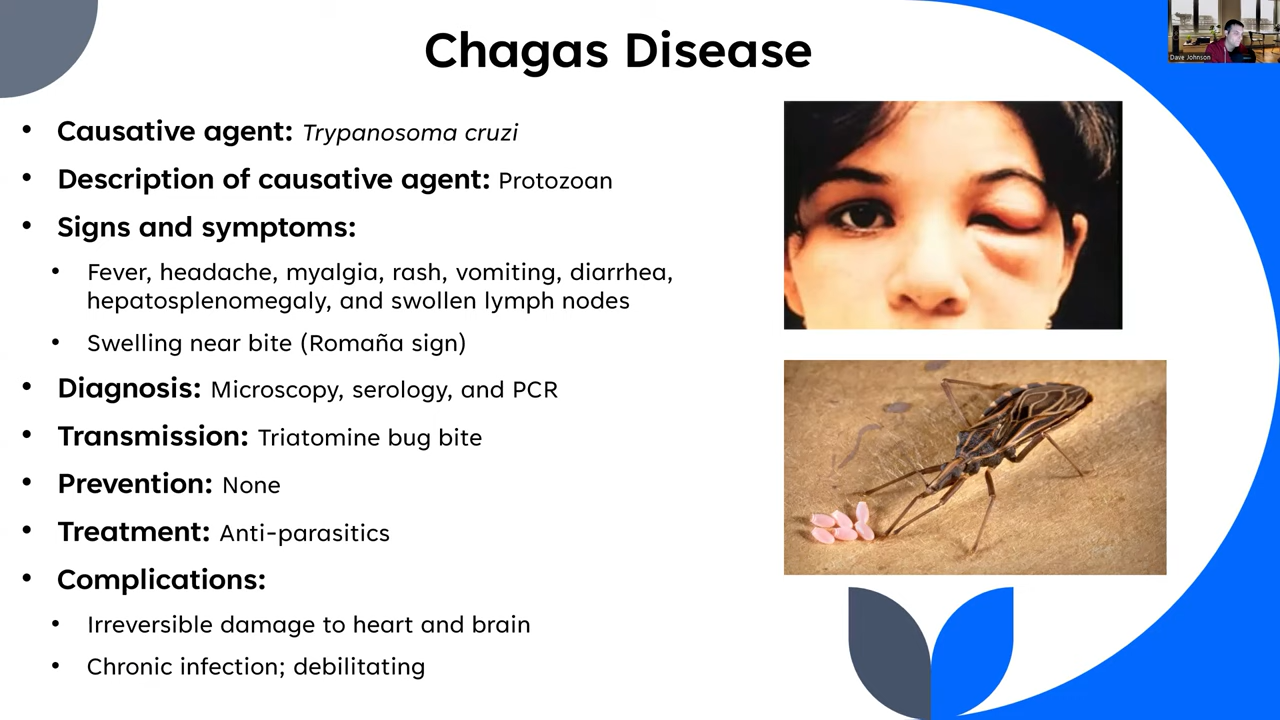 Chagas Disease
Dave Johnson
• Causative agent: Trypanosoma cruzi
• Description of causative agent: Protozoan
• Signs and symptoms:
• Fever, headache, myalgia, rash, vomiting, diarrhea,
hepatosplenomegaly, and swollen lymph nodes
• Swelling near bite (Romaña sign)
• Diagnosis: Microscopy, serology, and PCR
• Transmission: Triatomine bug bite
• Prevention: None
• Treatment: Anti-parasitics
• Complications:
• Irreversible damage to heart and brain
• Chronic infection; debilitating